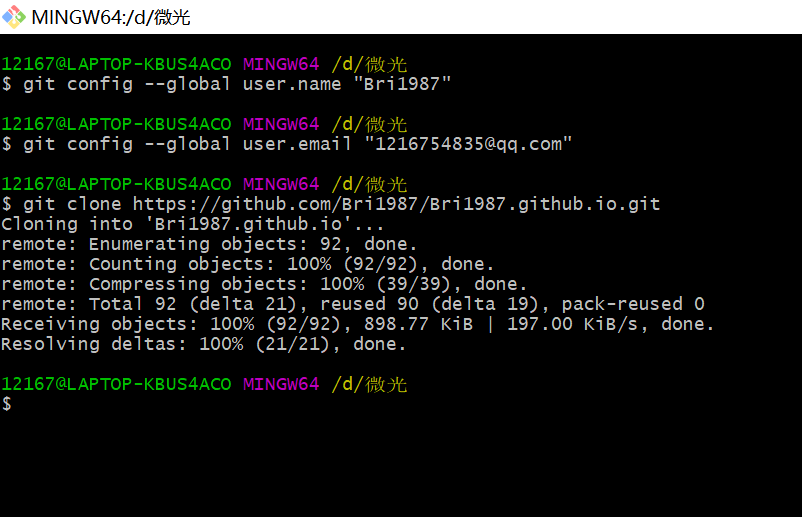 MINGW64:/d/微光
12167@LAPTOP-KBUS4ACO MINGW64 /d/微光
$ git config --global user.name "Bri1987"
12167@LAPTOP-KBUS4ACO MINGW64 /d/微光
$ git config --global user.email "1216754835@qq.com"
12167@LAPTOP-KBUS4ACO MINGW64 /d/微光
$ git clone https://github.com/Bri1987/Bri1987.github.io.git
Cloning into 'Bri1987.github.io'...
remote: Enumerating objects: 92, done.
remote: Counting objects: 100% (92/92), done.
remote: Compressing objects: 100% (39/39), done.
remote: Total 92 (delta 21), reused 90 (delta 19), pack-reused 0
Receiving objects: 100% (92/92), 898.77 KiB | 197.00 KiB/s, done.
Resolving deltas: 100% (21/21), done.
12167@LAPTOP-KBUS4ACO MINGW64 /d/微光
$